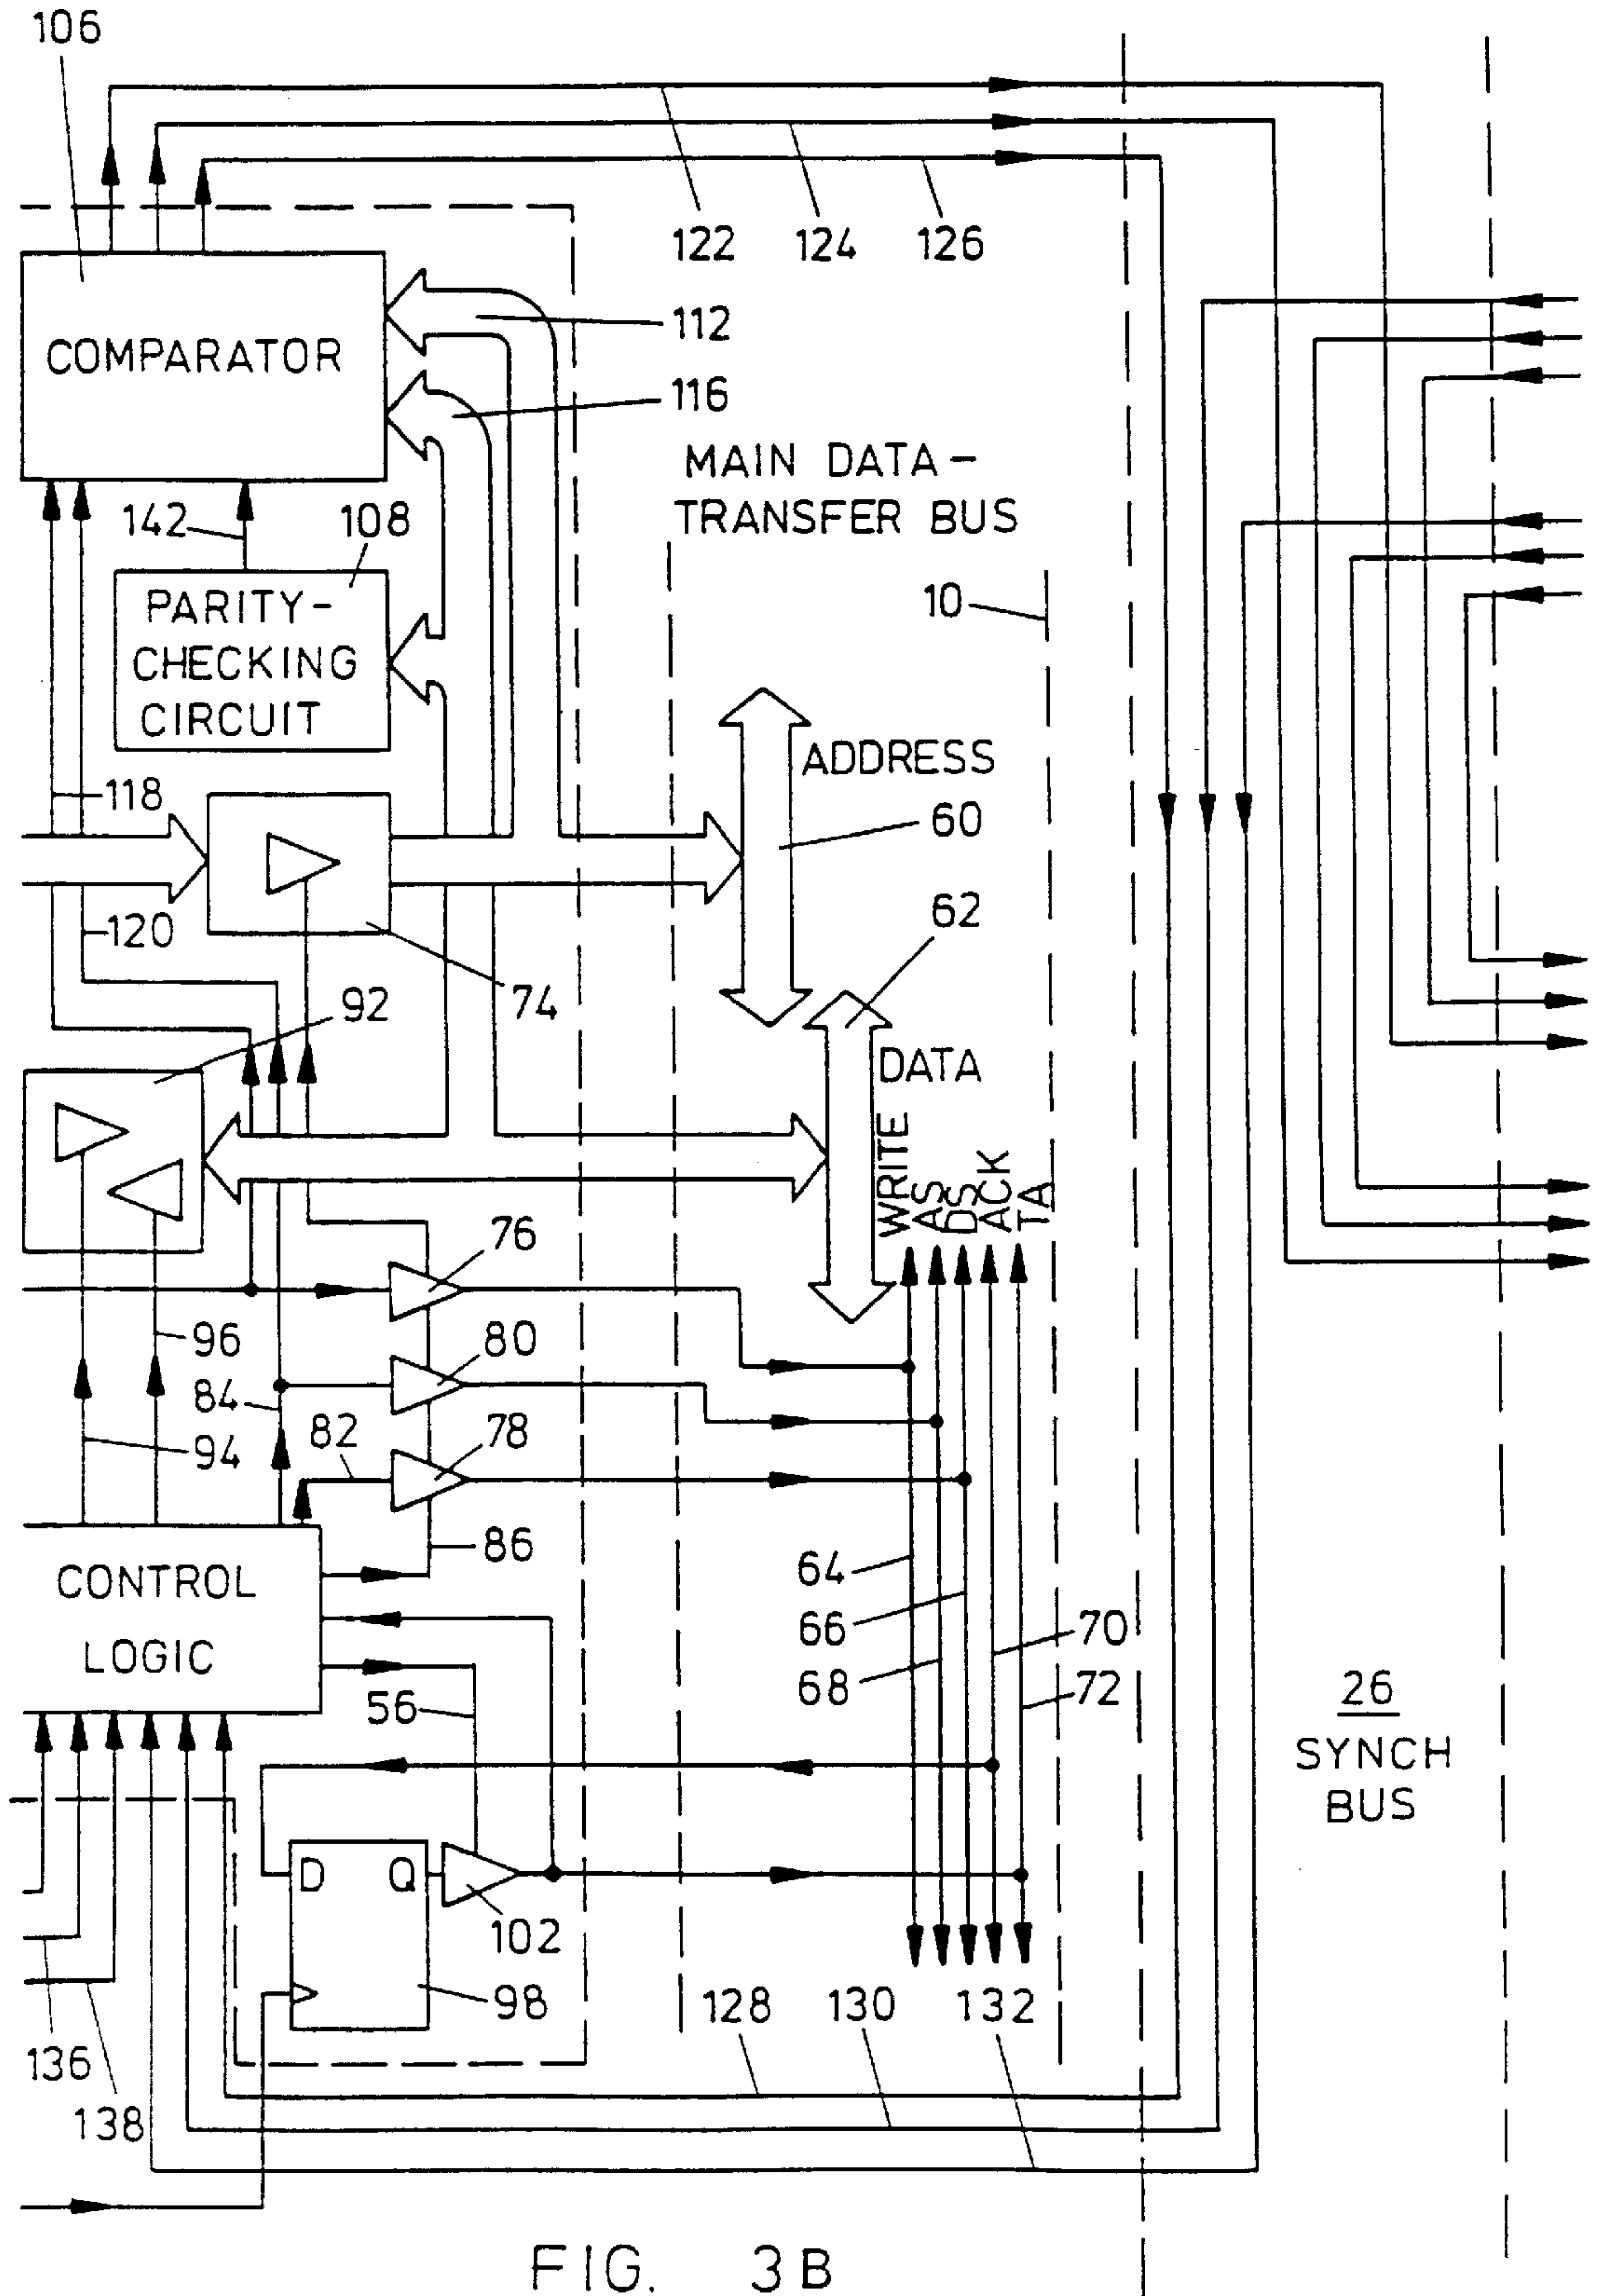 106
122
124
126
COMPARATOR
112
116
MAIN DATA-
TRANSFER BUS
142
108
10
PARITY-
CHECKING
CIRCUIT
ADDRESS
118
60
120
62
74
92
DATA
WRITE
AS
DS
ACK
TA
76
96
80
84
82
78
94
86
64
CONTROL
LOGIC
66
70
68
72
56
26
SYNCH
BUS
D
Q
102
98
128
130
132
136
138
FIG. 3B